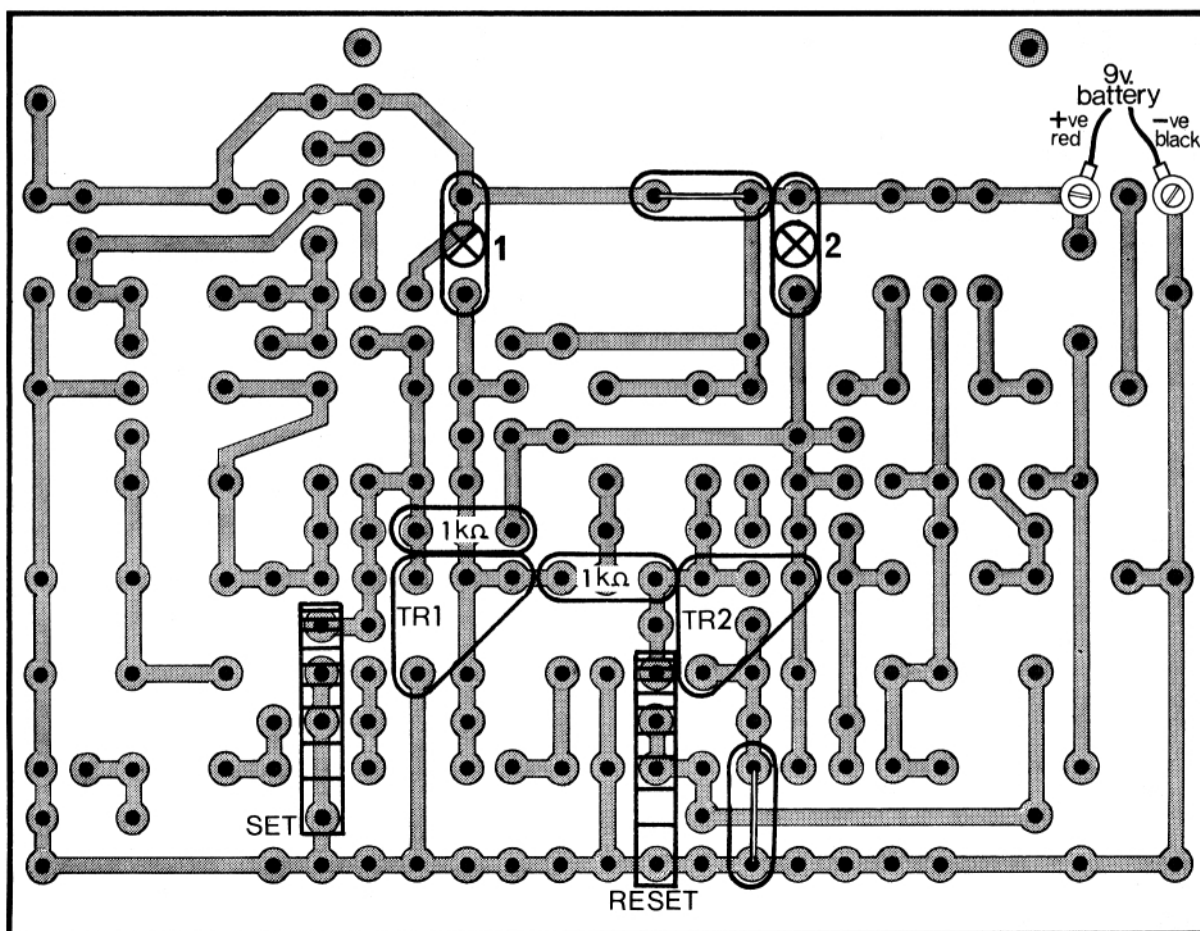 9v.
battery
+ve
red
-ve
black
1
2
1kΩ
1kΩ
TR1
TR2
SET
RESET